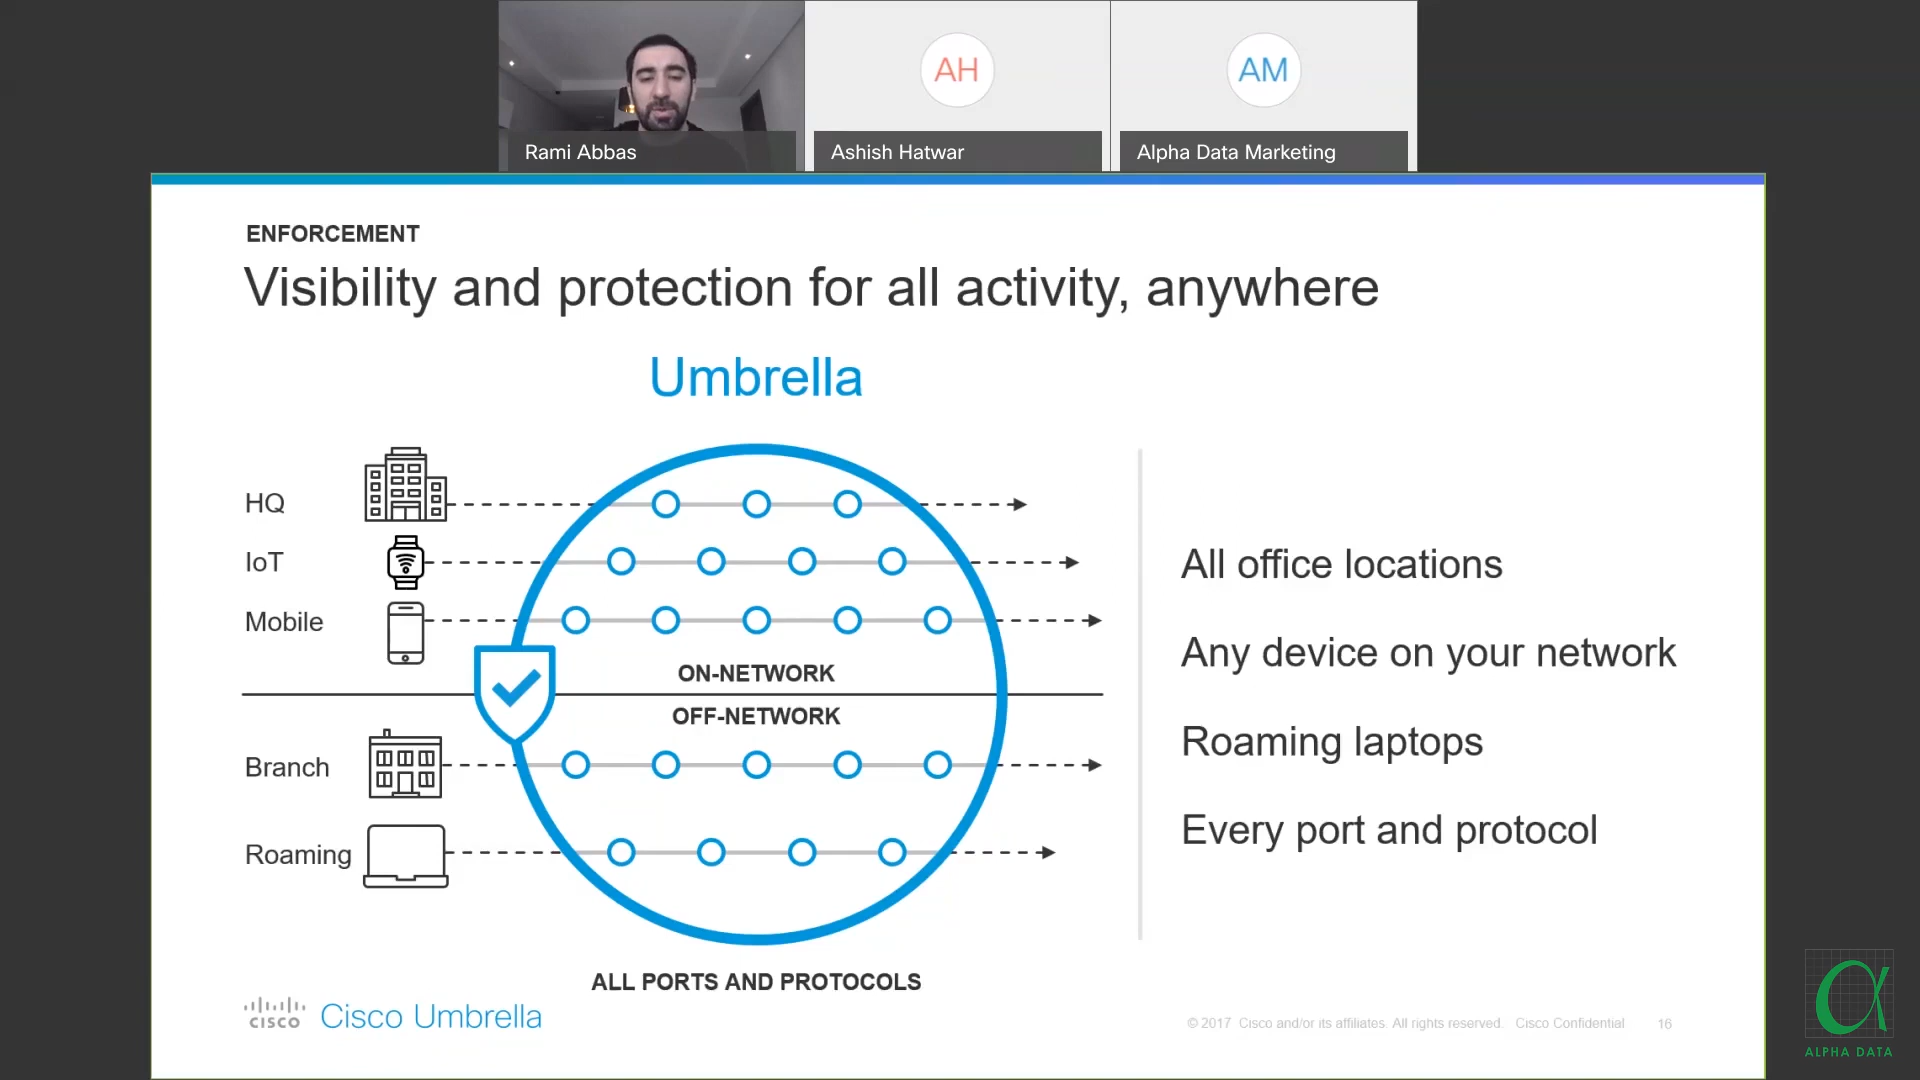 AH
AM
Rami Abbas
Ashish Hatwar
Alpha Data Marketing
ENFORCEMENT
Visibility and protection for all activity, anywhere
Umbrella
HQ
IoT
Mobile
ON-NETWORK
OFF-NETWORK
Branch
Roaming
ALL PORTS AND PROTOCOLS
All office locations
Any device on your network
Roaming laptops
Every port and protocol
CISCO
Cisco Umbrella
© 2017 Cisco and/or its affiliates. All rights reserved. Cisco Confidential
16
ALPHA DATA